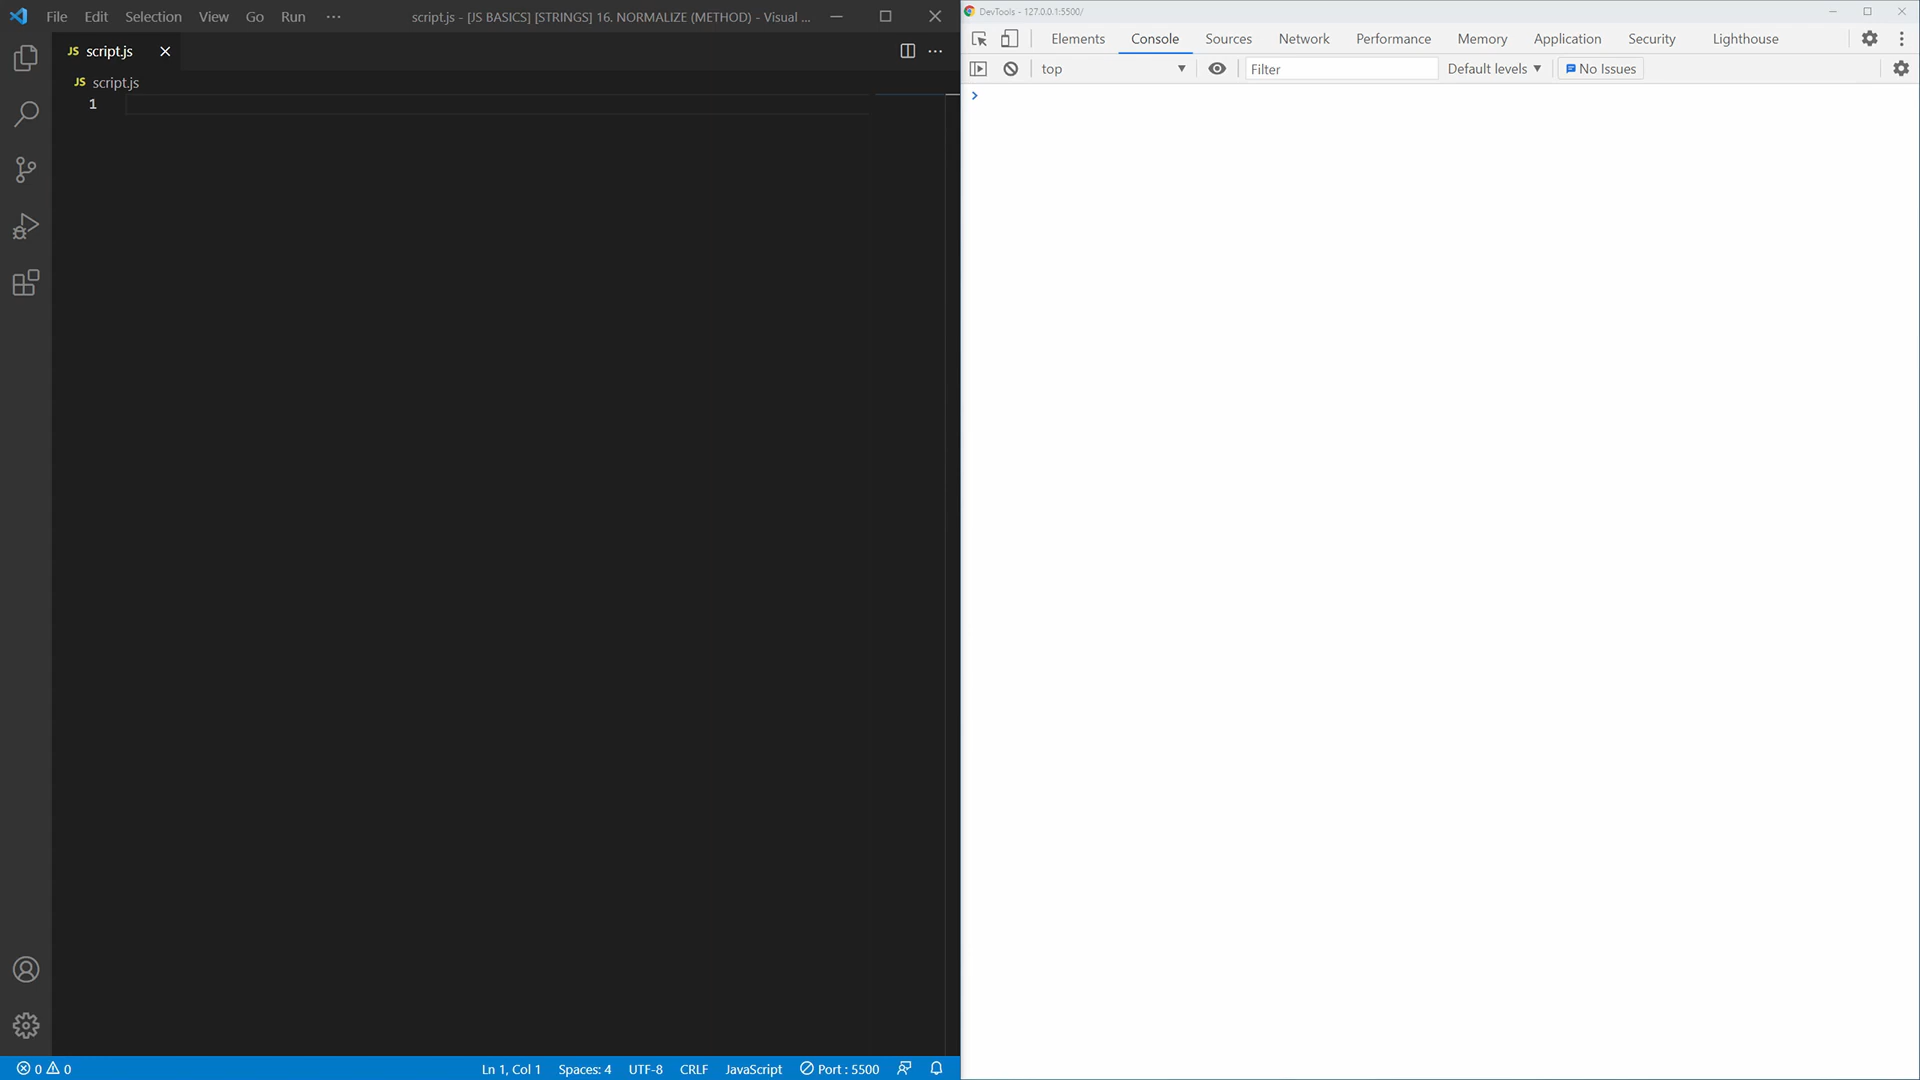 File Edit Selection View Go Run ··· script.js - [JS BASICS] [STRINGS] 16. NORMALIZE (METHOD) - Visual ...
JS script.js
JS script.js
1
0 0 Ln 1, Col 1 Spaces: 4 UTF-8 CRLF JavaScript Port : 5500
DevTools - 127.0.0.1:5500/
Elements Console Sources Network Performance Memory Application Security Lighthouse
top Filter Default levels No Issues